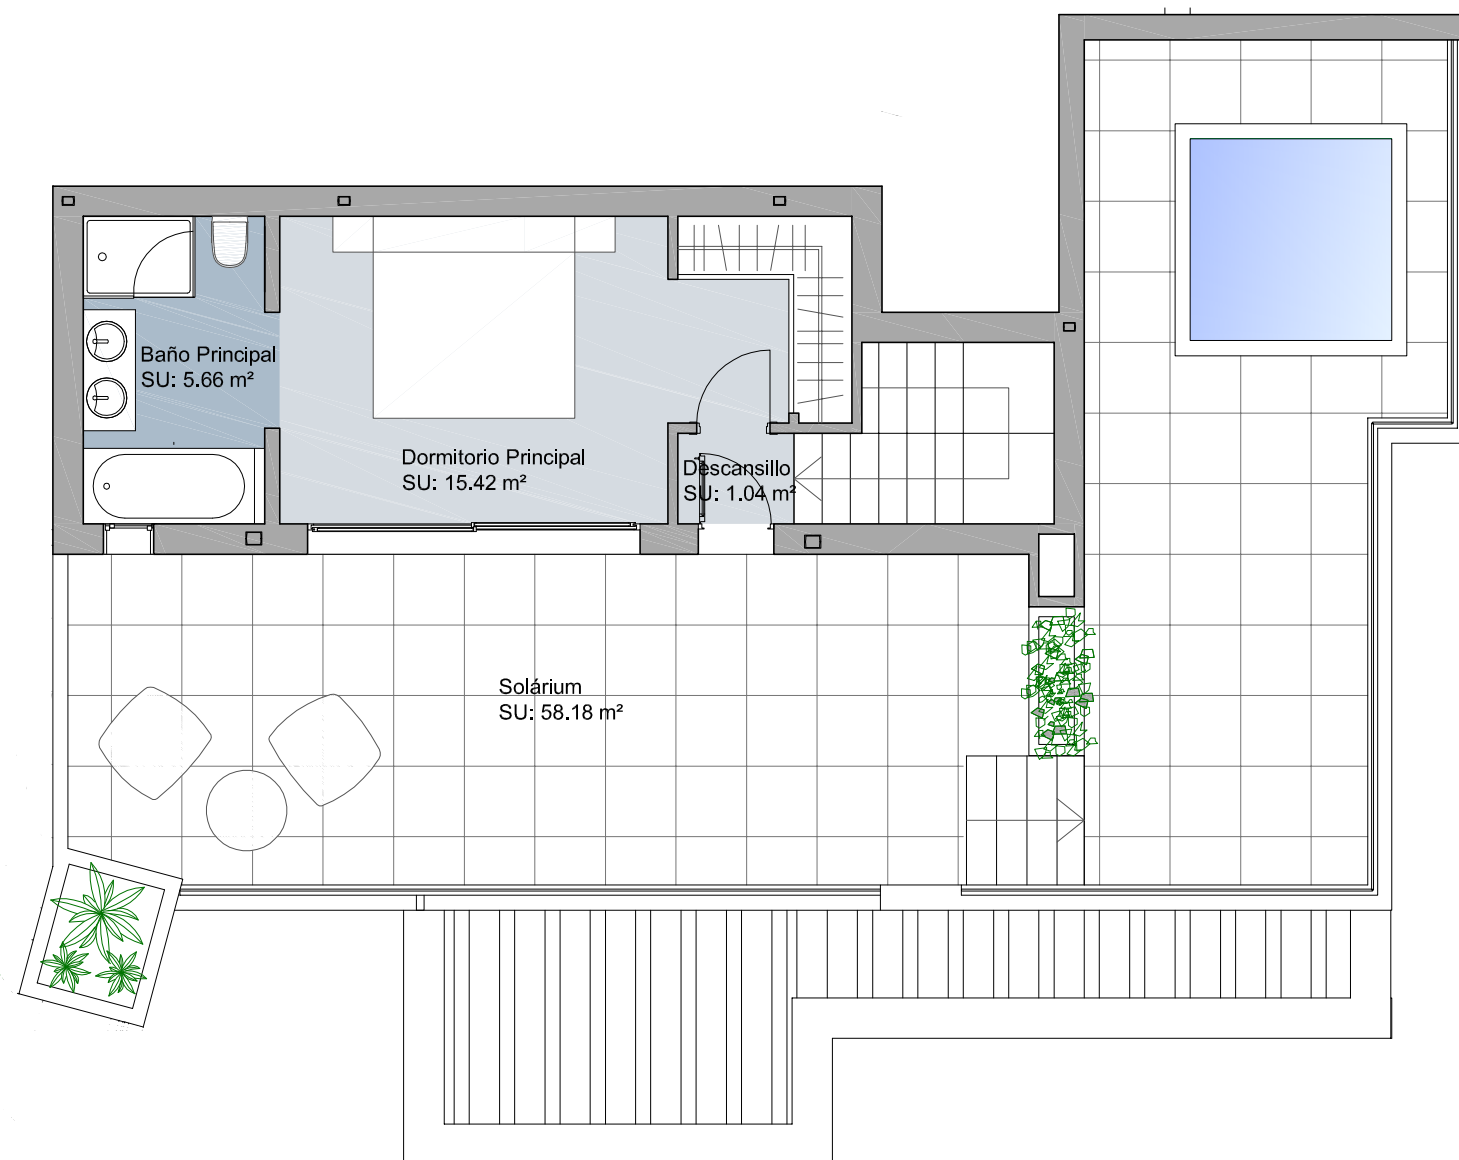 Baño Principal
SU: 5.66 m²
Dormitorio Principal
SU: 15.42 m²
Descansillo
SU: 1.04 m²
Solárium
SU: 58.18 m²